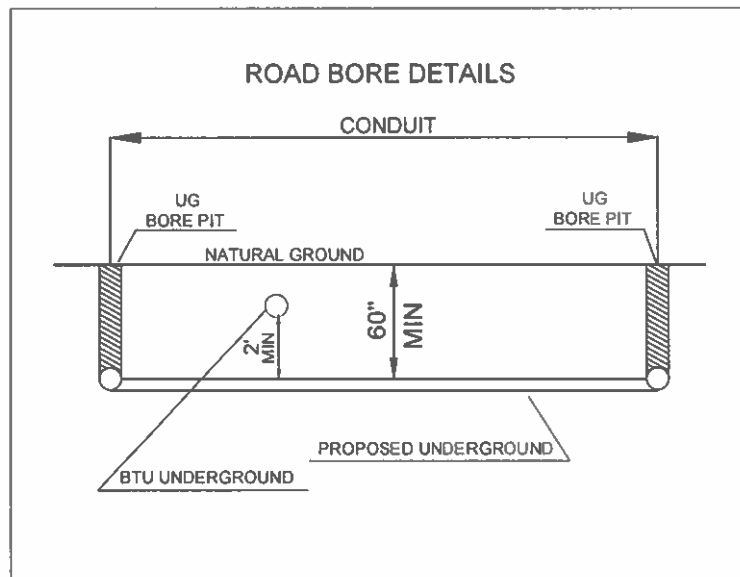 ROAD BORE DETAILS
CONDUIT
UG
BORE PIT
UG
BORE PIT
NATURAL GROUND
2'
MIN
60"
MIN
PROPOSED UNDERGROUND
BTU UNDERGROUND